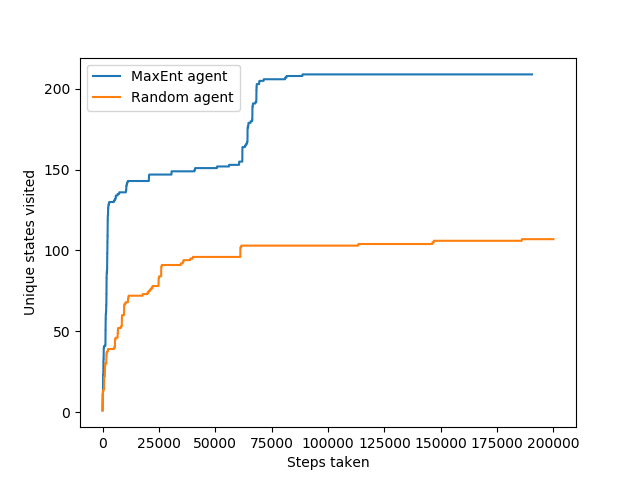 MaxEnt agent
Random agent
200
150
100
50
0
Unique states visited
0 25000 50000 75000 100000 125000 150000 175000 200000
Steps taken